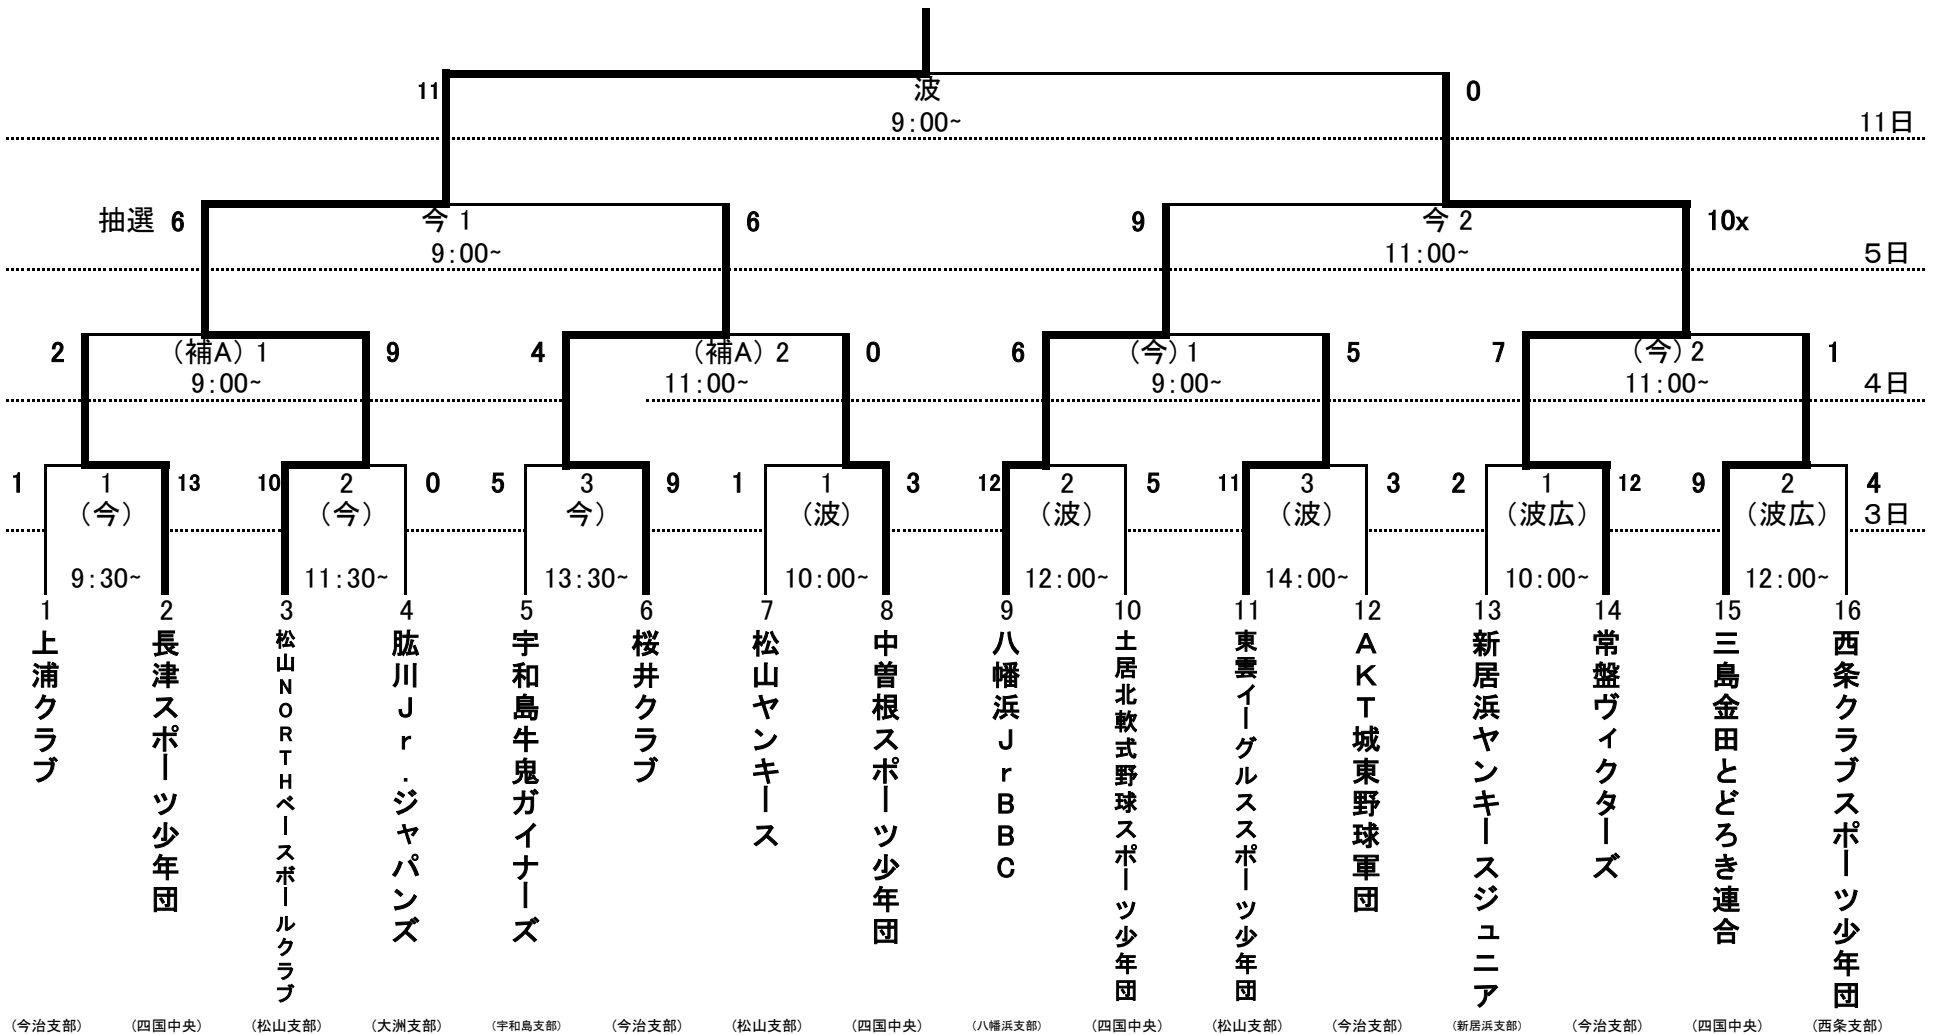 11 波 0
9:00~
11日
抽選 6 今 1 6 9 今 2 10x
9:00~ 11:00~ 5日
2 (補A) 1 9 4 (補A) 2 0 6 (今) 1 5 7 (今) 2 1
9:00~ 11:00~ 9:00~ 11:00~ 4日
1 1 13 10 2 0 5 3 9 1 1 3 12 2 5 11 3 3 2 1 12 9 2 4
(今) (今) 今) (波) (波) (波) (波広) (波広) 3日
9:30~ 11:30~ 13:30~ 10:00~ 12:00~ 14:00~ 10:00~ 12:00~
1 2 3 4 5 6 7 8 9 10 11 12 13 14 15 16
上浦クラブ
長津スポーツ少年団
松山NORTHベースボールクラブ
肱川Jr.ジャパンズ
宇和島牛鬼ガイナーズ
桜井クラブ
松山ヤンキース
中曽根スポーツ少年団
八幡浜JrBBC
土居北軟式野球スポーツ少年団
東雲イーグルススポーツ少年団
AKT城東野球軍団
新居浜ヤンキースジュニア
常盤ヴィクターズ
三島金田とどろき連合
西条クラブスポーツ少年団
(今治支部) (四国中央) (松山支部) (大洲支部) (宇和島支部) (今治支部) (松山支部) (四国中央) (八幡浜支部) (四国中央) (松山支部) (今治支部) (新居浜支部) (今治支部) (四国中央) (西条支部)